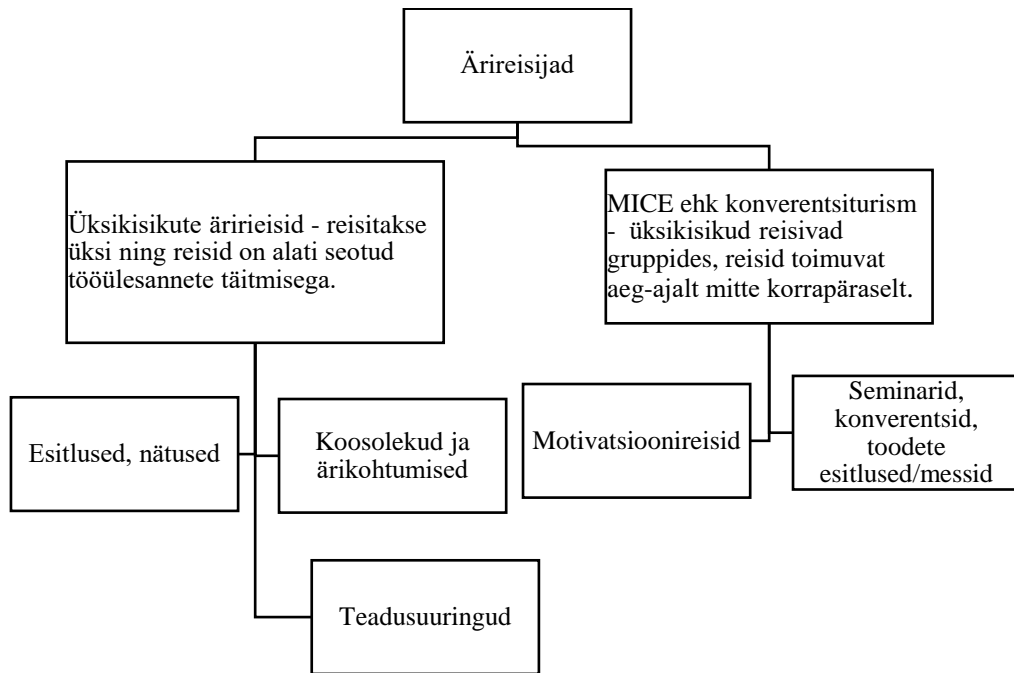 Ärireisijad
Üksikisikute äririeisid - reisitakse
üksi ning reisid on alati seotud
tööülesannete täitmisega.
MICE ehk konverentsiturism
- üksikisikud reisivad
gruppides, reisid toimuvat
aeg-ajalt mitte korrapäraselt.
Esitlused, nätused
Koosolekud ja
ärikohtumised
Motivatsioonireisid
Seminarid,
konverentsid,
toodete
esitlused/messid
Teadusuuringud